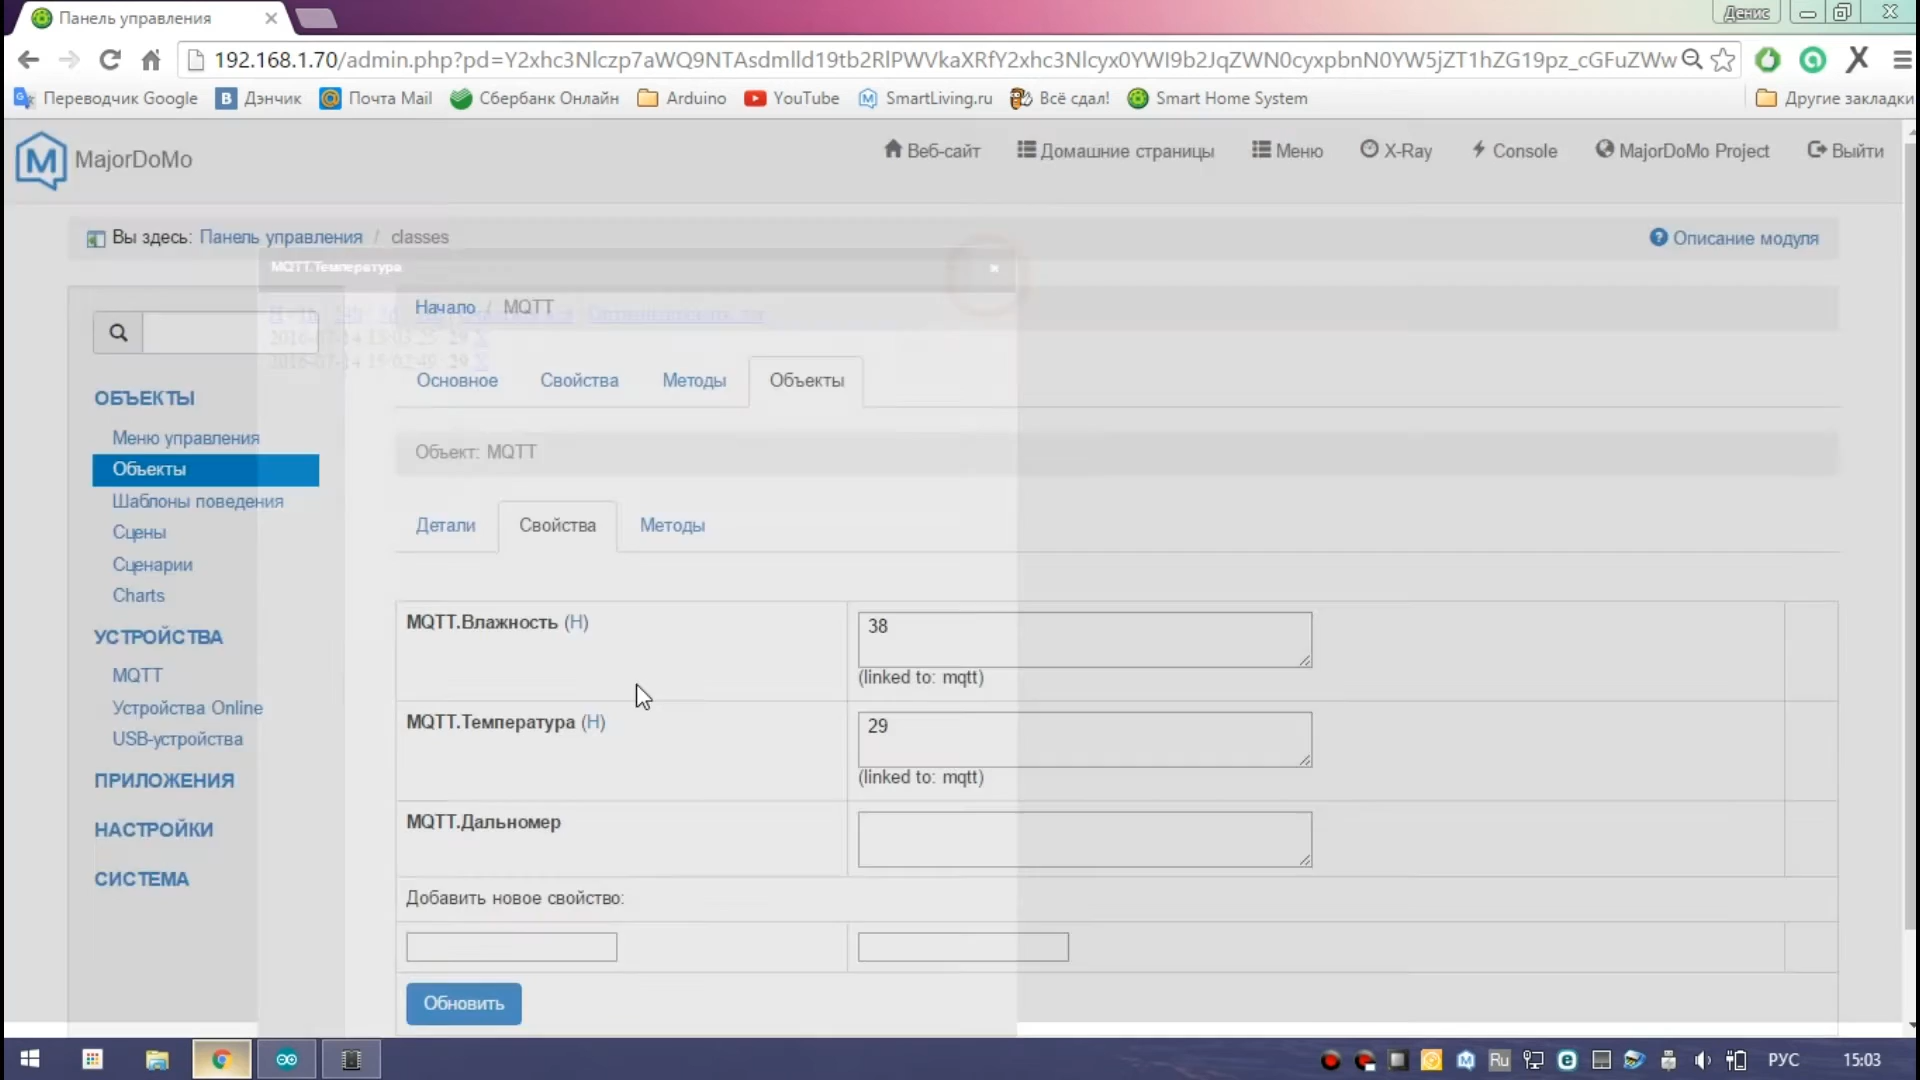 Панель управления
Денис
192.168.1.70/admin.php?pd=Y2xhc3Nlczp7aWQ9NTAsdmlld19tb2RlPWVkaXRfY2xhc3Nlcyx0YWI9b2JqZWN0cyxpbnN0YW5jZT1hZG19pz_cGFuZWw
Переводчик Google
Дэнчик
Почта Mail
Сбербанк Онлайн
Arduino
YouTube
SmartLiving.ru
Всё сдал!
Smart Home System
Другие закладки
MajorDoMo
Веб-сайт
Домашние страницы
Меню
X-Ray
Console
MajorDoMo Project
Выйти
Вы здесь: Панель управления / classes
Описание модуля
MQTT.Температура
Начало / MQTT
Основное
Свойства
Методы
Объекты
ОБЪЕКТЫ
Меню управления
Объекты
Шаблоны поведения
Сцены
Сценарии
Charts
УСТРОЙСТВА
MQTT
Устройства Online
USB-устройства
ПРИЛОЖЕНИЯ
НАСТРОЙКИ
СИСТЕМА
Объект: MQTT
Детали
Свойства
Методы
MQTT.Влажность (H)
38
(linked to: mqtt)
MQTT.Температура (H)
29
(linked to: mqtt)
MQTT.Дальномер
Добавить новое свойство:
Обновить
Ru
РУС
15:03